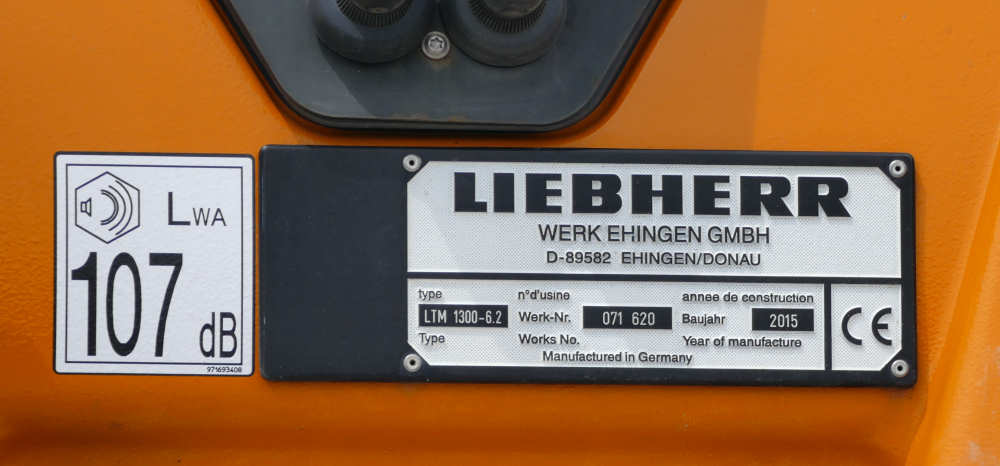 LWA
107
dB
971693408
LIEBHERR
WERK EHINGEN GMBH
D-89582 EHINGEN/DONAU
type
LTM 1300-6.2
Type
n°d'usine
Werk-Nr. 071 620
Works No.
annee de construction
Baujahr 2015
Year of manufacture
Manufactured in Germany
CE